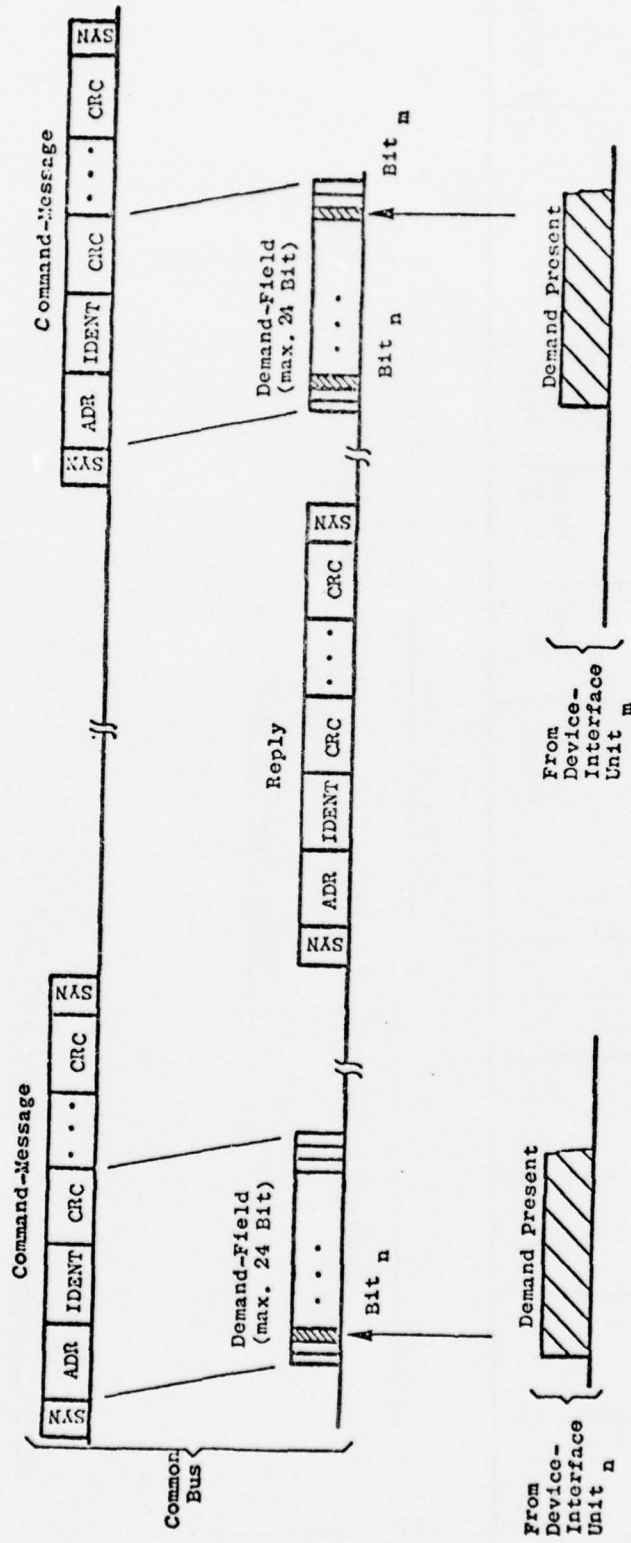 Command-Message
SYN ADR IDENT CRC • • • CRC SYN
Command-Message
SYN ADR IDENT CRC • • • CRC SYN
Common
Bus
Demand-Field
(max. 24 Bit)
• • •
Bit n
Reply
SYN ADR IDENT CRC • • • CRC SYN
Demand-Field
(max. 24 Bit)
• • •
Bit n
Bit m
Demand Present
From
Device-
Interface
Unit n
Demand Present
From
Device-
Interface
Unit m